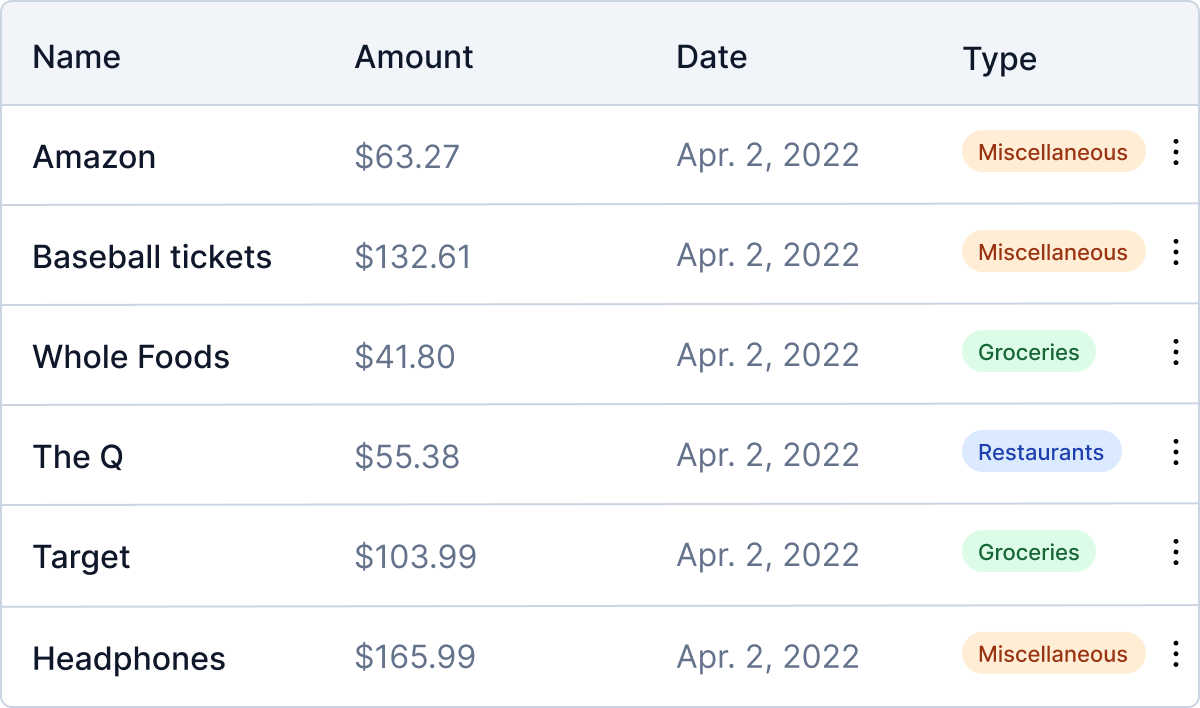 Name Amount Date Type
Amazon $63.27 Apr. 2, 2022 Miscellaneous
Baseball tickets $132.61 Apr. 2, 2022 Miscellaneous
Whole Foods $41.80 Apr. 2, 2022 Groceries
The Q $55.38 Apr. 2, 2022 Restaurants
Target $103.99 Apr. 2, 2022 Groceries
Headphones $165.99 Apr. 2, 2022 Miscellaneous